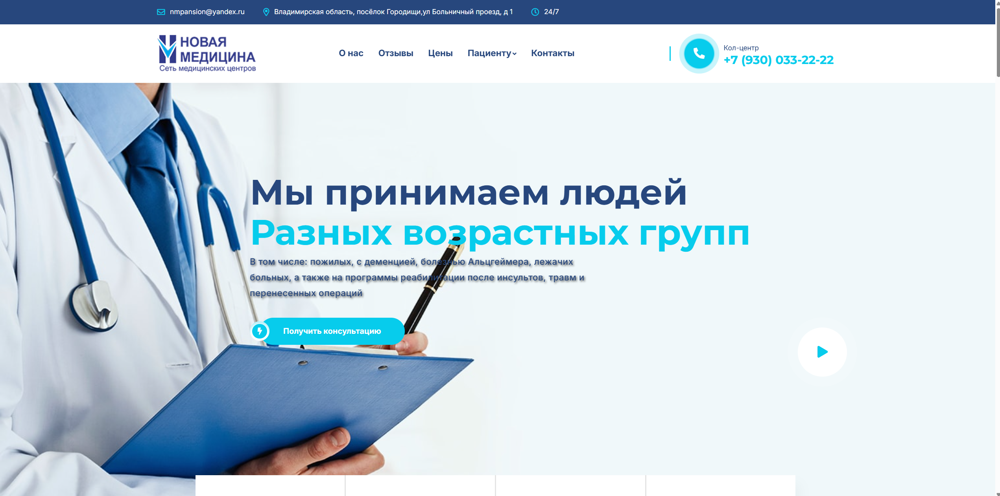 nmpansion@yandex.ru
Владимирская область, посёлок Городищи,ул Больничный проезд, д 1
24/7
НОВАЯ
МЕДИЦИНА
Сеть медицинских центров
О нас
Отзывы
Цены
Пациенту
Контакты
Кол-центр
+7 (930) 033-22-22
Мы принимаем людей
Разных возрастных групп
В том числе: пожилых, с деменцией, болезнью Альцгеймера, лежачих
больных, а также на программы реабилитации после инсультов, травм и
перенесенных операций
Получить консультацию